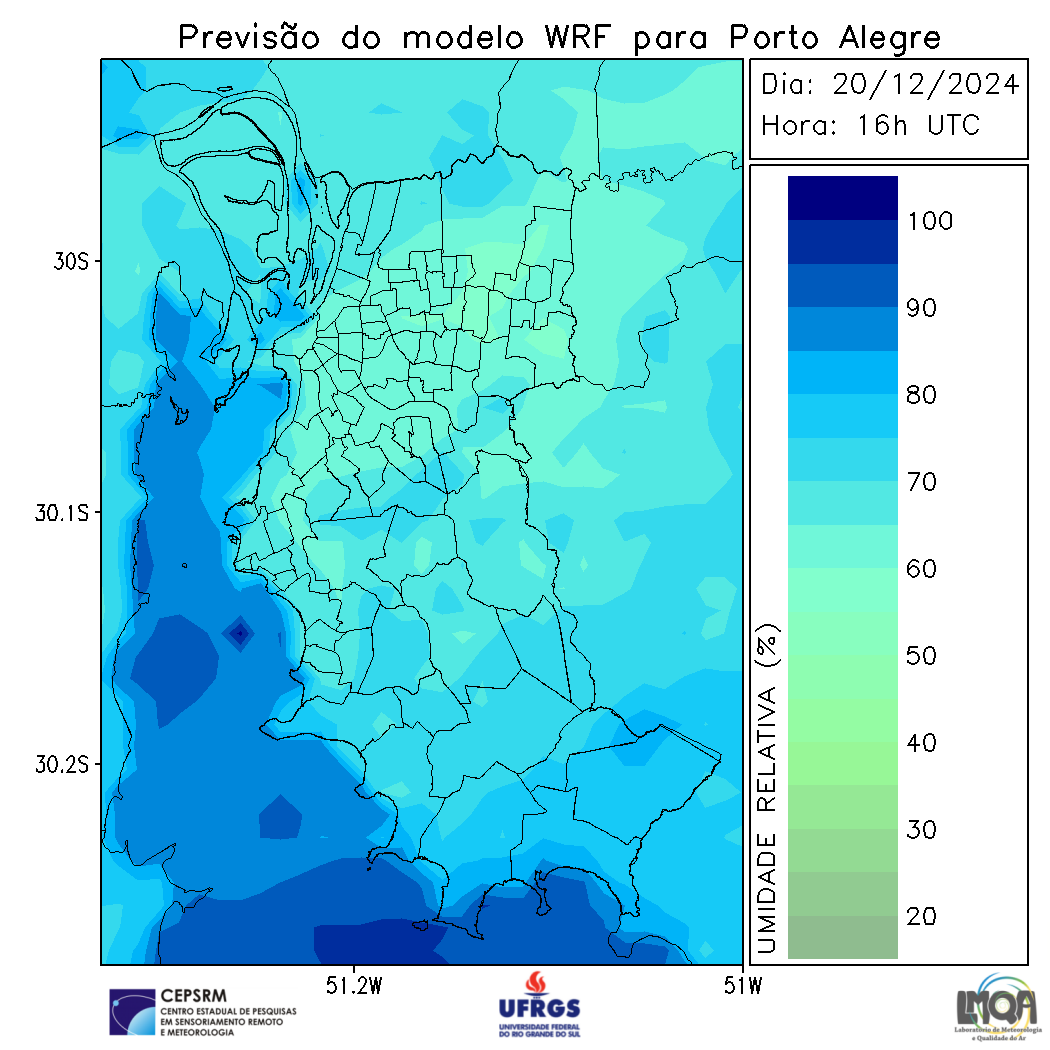 Previsão do modelo WRF para Porto Alegre
Dia: 20/12/2024
Hora: 16h UTC
30S
30.1S
30.2S
51.2W
51W
UMIDADE RELATIVA (%)
100
90
80
70
60
50
40
30
20
CEPSRM
CENTRO ESTADUAL DE PESQUISAS
EM SENSORIAMENTO REMOTO
E METEOROLOGIA
UFRGS
UNIVERSIDADE FEDERAL
DO RIO GRANDE DO SUL
LMQA
Laboratório de Meteorologia
e Qualidade do Ar